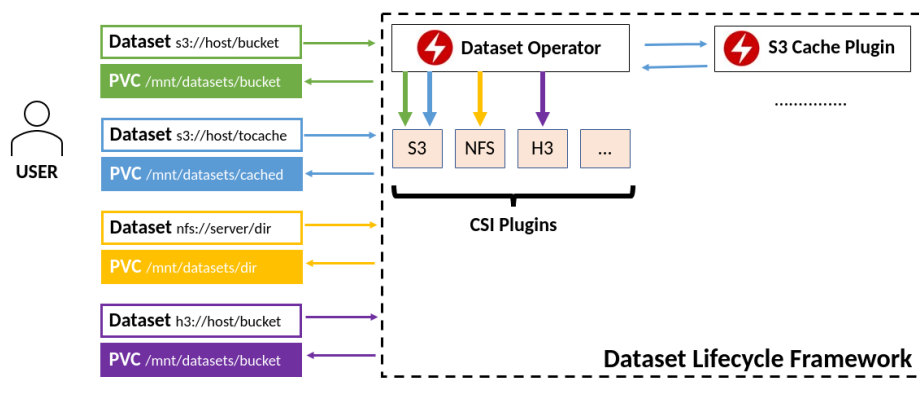 Dataset s3://host/bucket
PVC /mnt/datasets/bucket
USER
Dataset s3://host/tocache
PVC /mnt/datasets/cached
Dataset nfs://server/dir
PVC /mnt/datasets/dir
Dataset h3://host/bucket
PVC /mnt/datasets/bucket
Dataset Operator
S3 Cache Plugin
...............
S3
NFS
H3
...
CSI Plugins
Dataset Lifecycle Framework